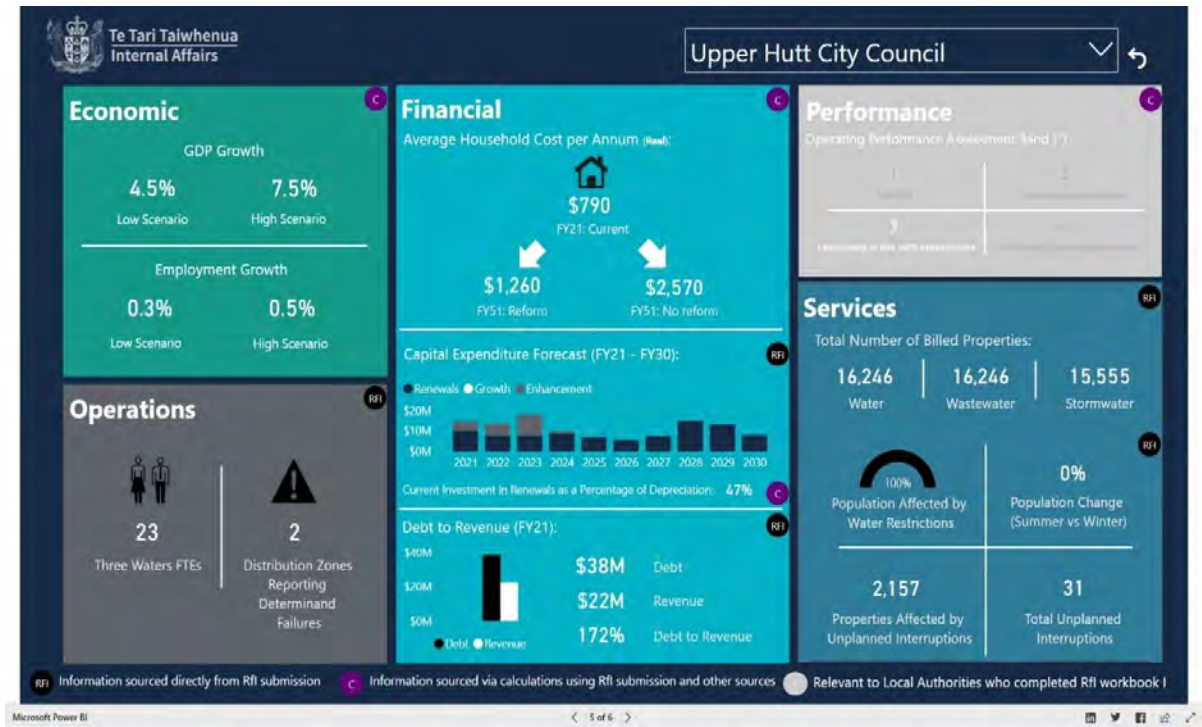 Te Tari Taiwhenua
Internal Affairs
Upper Hutt City Council
Economic
C
GDP Growth
4.5%
7.5%
Low Scenario
High Scenario
Employment Growth
0.3%
0.5%
Low Scenario
High Scenario
Operations
RFI
23
2
Three Waters FTEs
Distribution Zones
Reporting
Determinand
Failures
Financial
C
Average Household Cost per Annum (Real):
$790
FY21: Current
$1,260
$2,570
FY51: Reform
FY51: No reform
Capital Expenditure Forecast (FY21 - FY30):
RFI
Renewals Growth Enhancement
$20M
$10M
$0M
2021 2022 2023 2024 2025 2026 2027 2028 2029 2030
Current Investment in Renewals as a Percentage of Depreciation: 47%
C
Debt to Revenue (FY21):
RFI
$40M
$20M
$0M
Debt Revenue
$38M Debt
$22M Revenue
172% Debt to Revenue
Performance
C
Operating Performance Assessment Band
Services
RFI
Total Number of Billed Properties:
16,246
16,246
15,555
Water
Wastewater
Stormwater
RFI
100%
0%
Population Affected by
Water Restrictions
Population Change
(Summer vs Winter)
2,157
31
Properties Affected by
Unplanned Interruptions
Total Unplanned
Interruptions
RFI Information sourced directly from RfI submission
C Information sourced via calculations using RfI submission and other sources
Relevant to Local Authorities who completed RfI workbook I
Microsoft Power BI
5 of 6